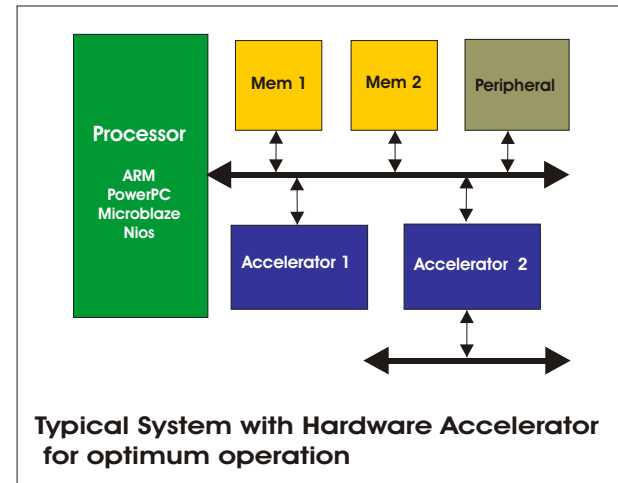 Mem 1
Mem 2
Peripheral
Processor
ARM
PowerPC
Microblaze
Nios
Accelerator 1
Accelerator 2
Typical System with Hardware Accelerator
for optimum operation